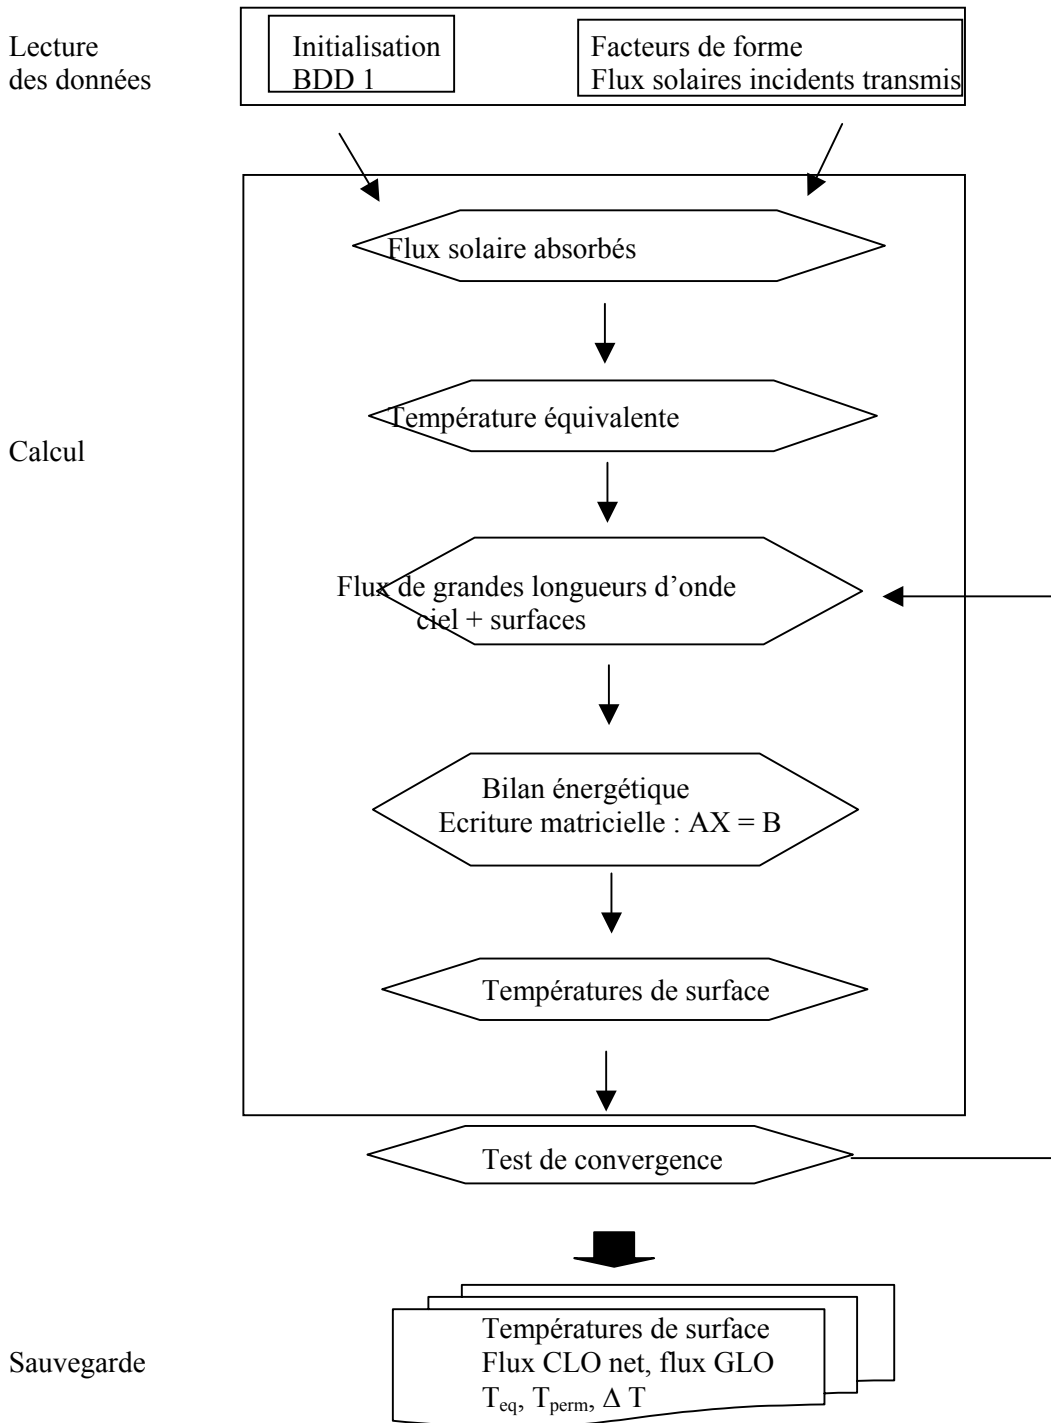 Lecture
des données
Initialisation
BDD 1
Facteurs de forme
Flux solaires incidents transmis
Flux solaire absorbés
Température équivalente
Calcul
Flux de grandes longueurs d’onde
ciel + surfaces
Bilan énergétique
Ecriture matricielle : AX = B
Températures de surface
Test de convergence
Sauvegarde
Températures de surface
Flux CLO net, flux GLO
Teq, Tperm, Δ T